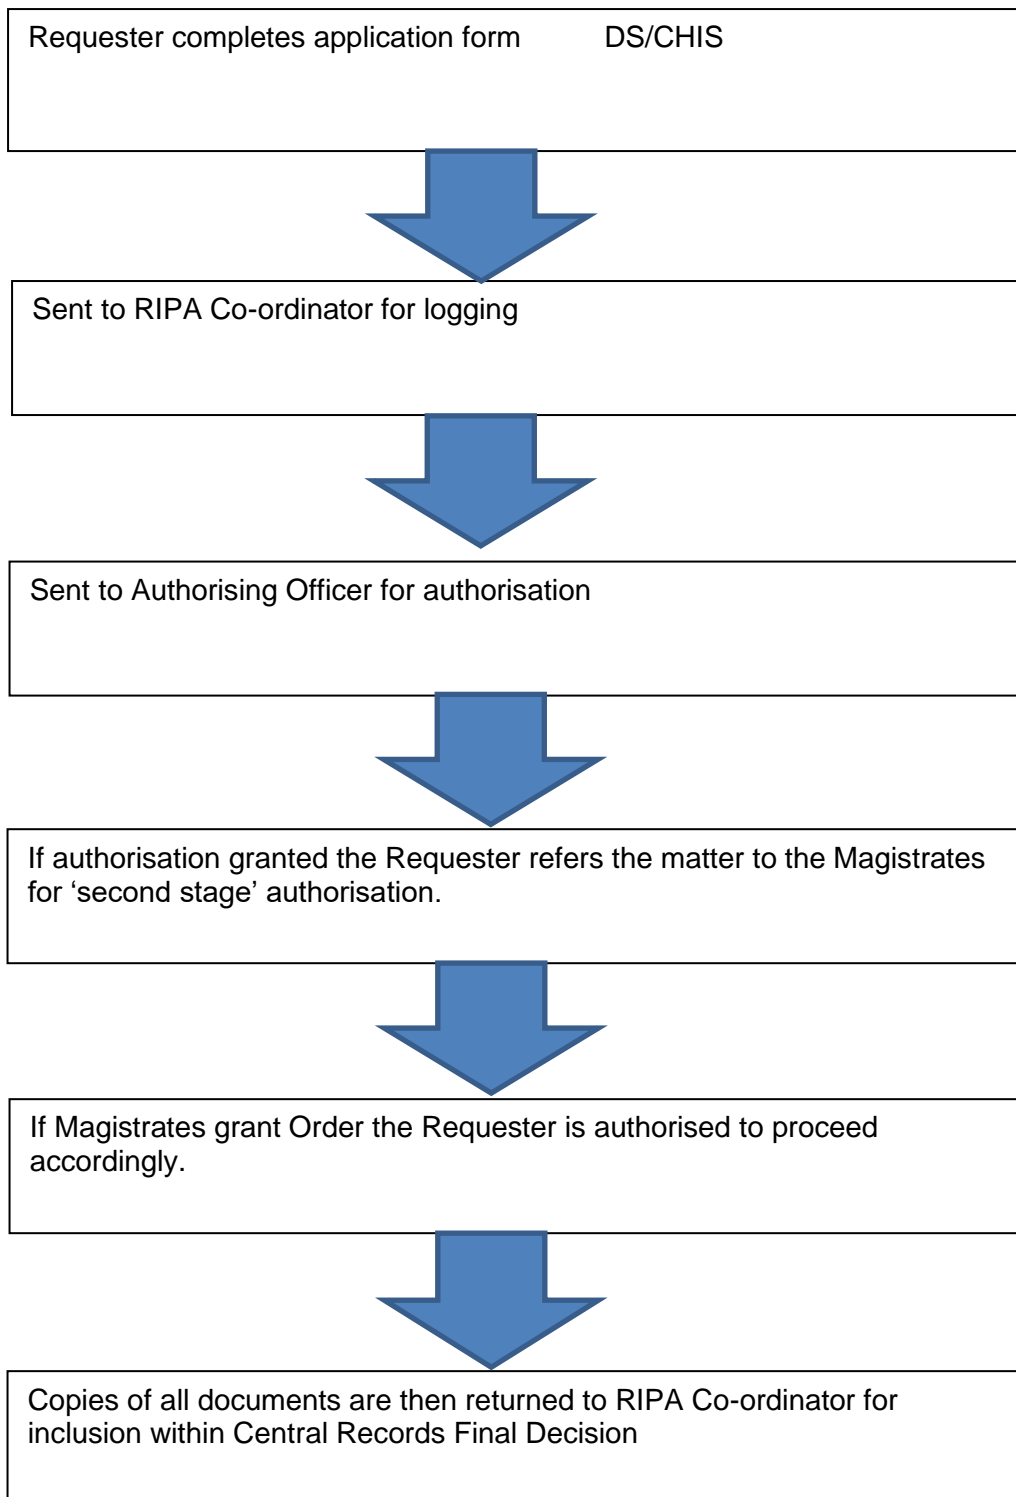 Requester completes application form DS/CHIS
Sent to RIPA Co-ordinator for logging
Sent to Authorising Officer for authorisation
If authorisation granted the Requester refers the matter to the Magistrates
for ‘second stage’ authorisation.
If Magistrates grant Order the Requester is authorised to proceed
accordingly.
Copies of all documents are then returned to RIPA Co-ordinator for
inclusion within Central Records Final Decision